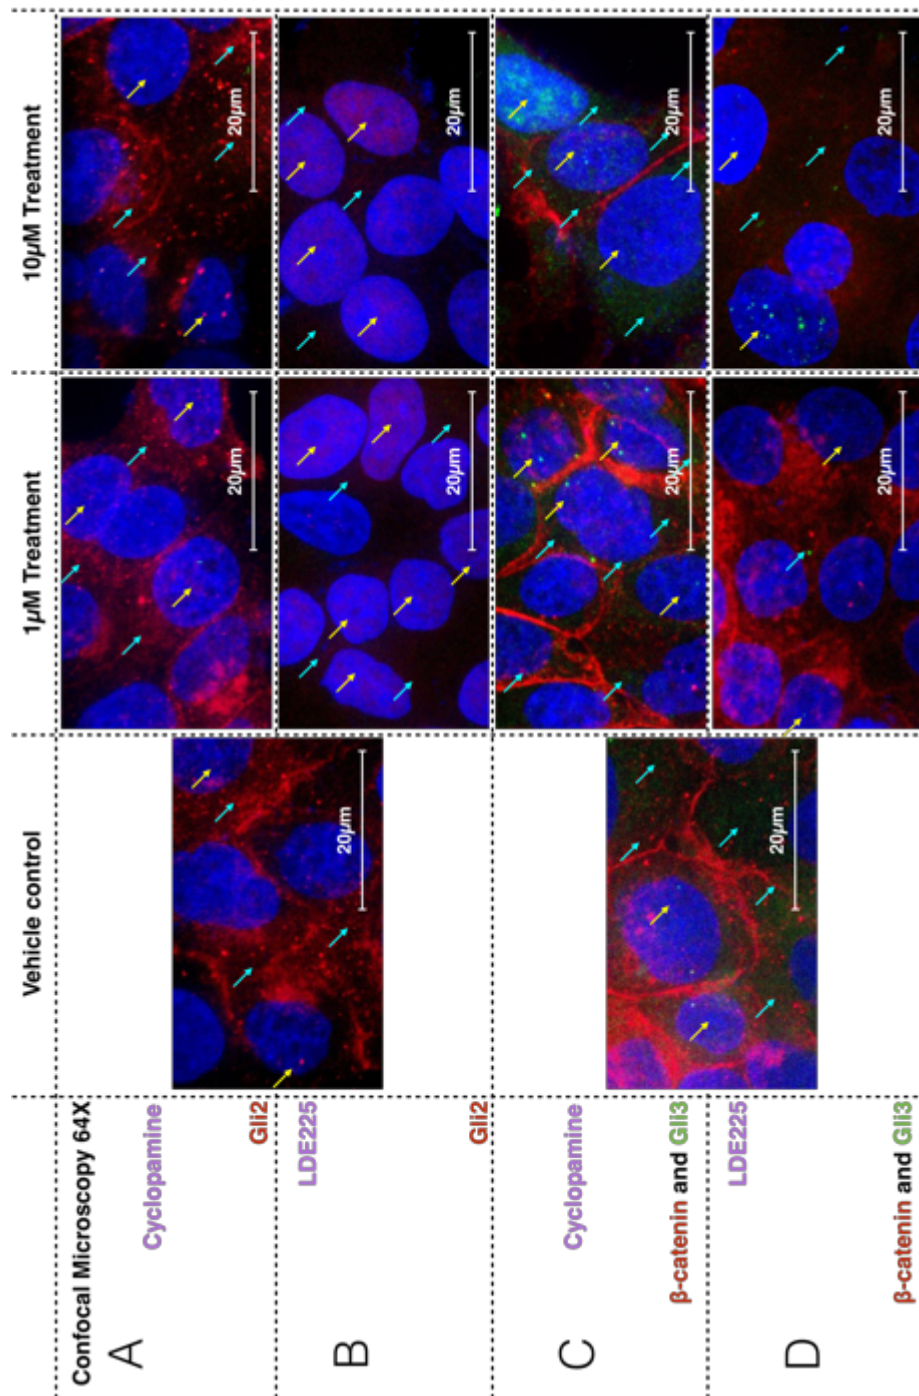 Vehicle control
1µM Treatment
10µM Treatment
Confocal Microscopy 64X
A
Cyclopamine
Gli2
20µm
20µm
20µm
B
LDE225
Gli2
20µm
20µm
C
Cyclopamine
β-catenin and Gli3
20µm
20µm
20µm
D
LDE225
β-catenin and Gli3
20µm
20µm